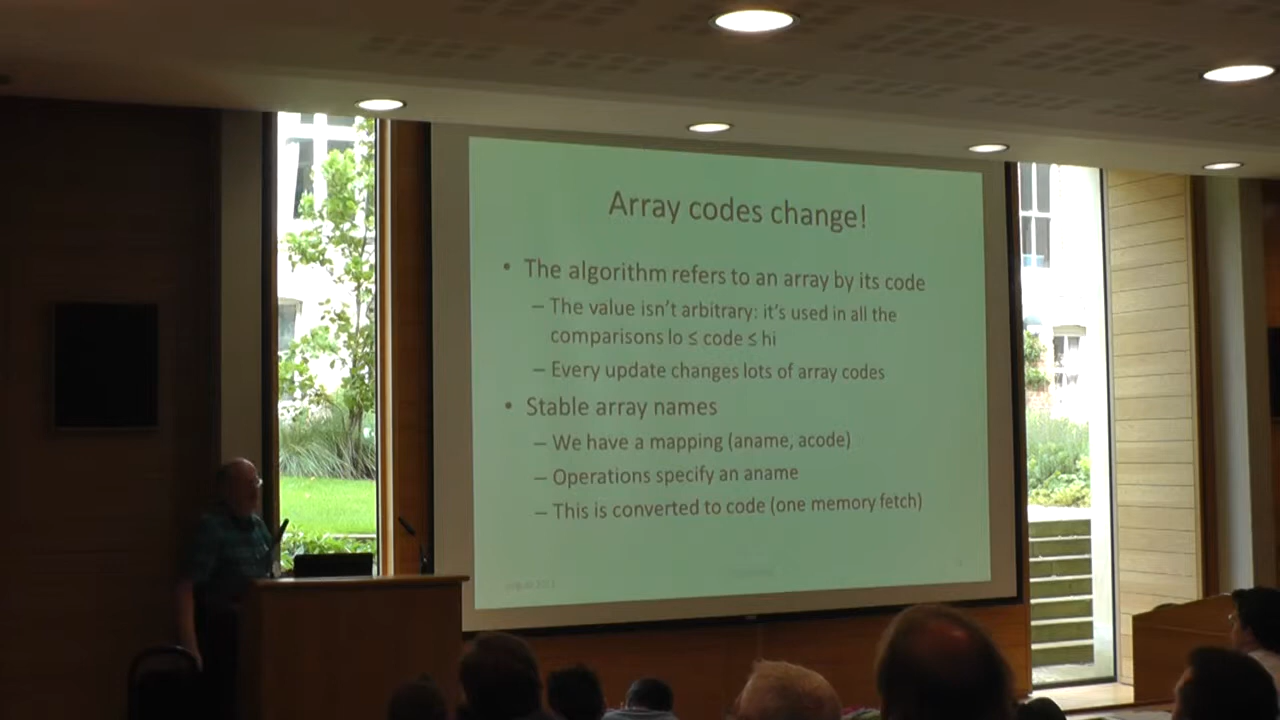 Array codes change!
• The algorithm refers to an array by its code
– The value isn't arbitrary: it's used in all the
comparisons lo ≤ code ≤ hi
– Every update changes lots of array codes
• Stable array names
– We have a mapping (aname, acode)
– Operations specify an aname
– This is converted to code (one memory fetch)